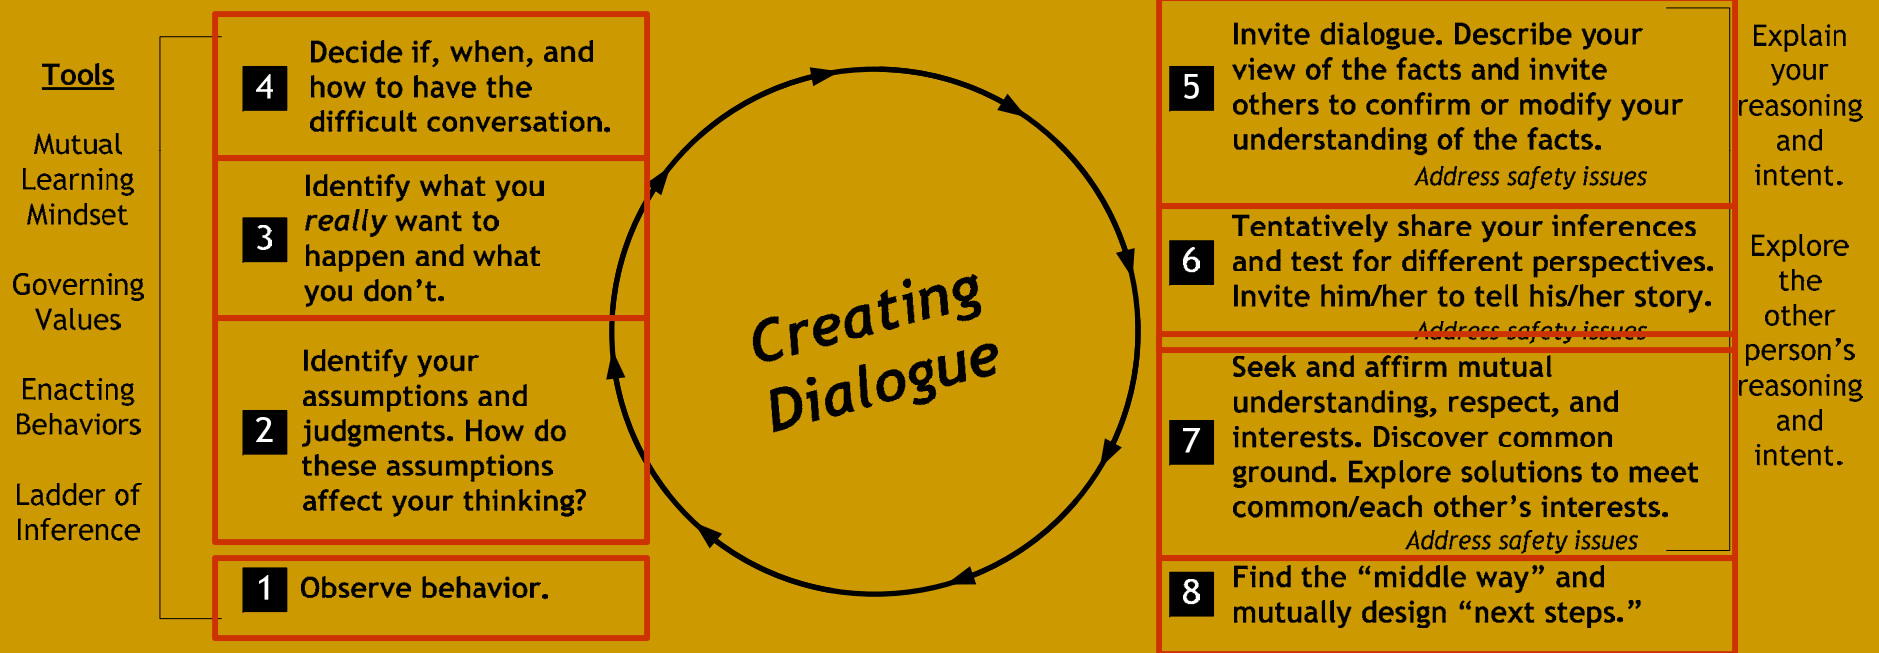 Tools
Mutual
Learning
Mindset
Governing
Values
Enacting
Behaviors
Ladder of
Inference
4
Decide if, when, and
how to have the
difficult conversation.
3
Identify what you
really want to
happen and what
you don’t.
2
Identify your
assumptions and
judgments. How do
these assumptions
affect your thinking?
1
Observe behavior.
Creating
Dialogue
5
Invite dialogue. Describe your
view of the facts and invite
others to confirm or modify your
understanding of the facts.
Address safety issues
6
Tentatively share your inferences
and test for different perspectives.
Invite him/her to tell his/her story.
Address safety issues
7
Seek and affirm mutual
understanding, respect, and
interests. Discover common
ground. Explore solutions to meet
common/each other’s interests.
Address safety issues
8
Find the “middle way” and
mutually design “next steps.”
Explain
your
reasoning
and
intent.
Explore
the
other
person’s
reasoning
and
intent.